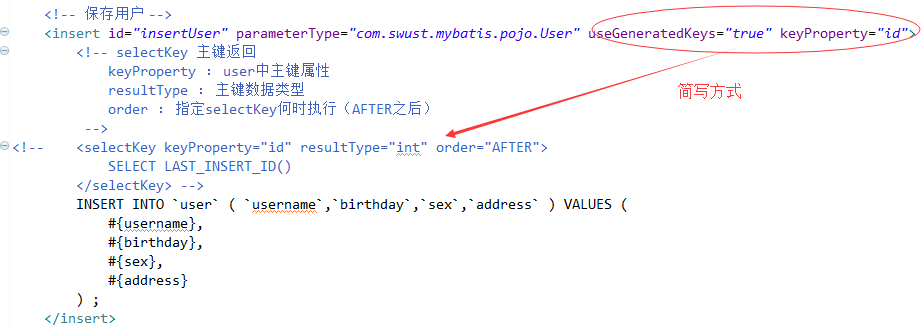 <!-- 保存用户 -->
<insert id="insertUser" parameterType="com.swust.mybatis.pojo.User" useGeneratedKeys="true" keyProperty="id">
<!-- selectKey 主键返回
keyProperty : user中主键属性
resultType : 主键数据类型
order : 指定selectKey何时执行（AFTER之后）
-->
简写方式
<!-- <selectKey keyProperty="id" resultType="int" order="AFTER">
SELECT LAST_INSERT_ID()
</selectKey> -->
INSERT INTO `user` ( `username`,`birthday`,`sex`,`address` ) VALUES (
#{username},
#{birthday},
#{sex},
#{address}
) ;
</insert>